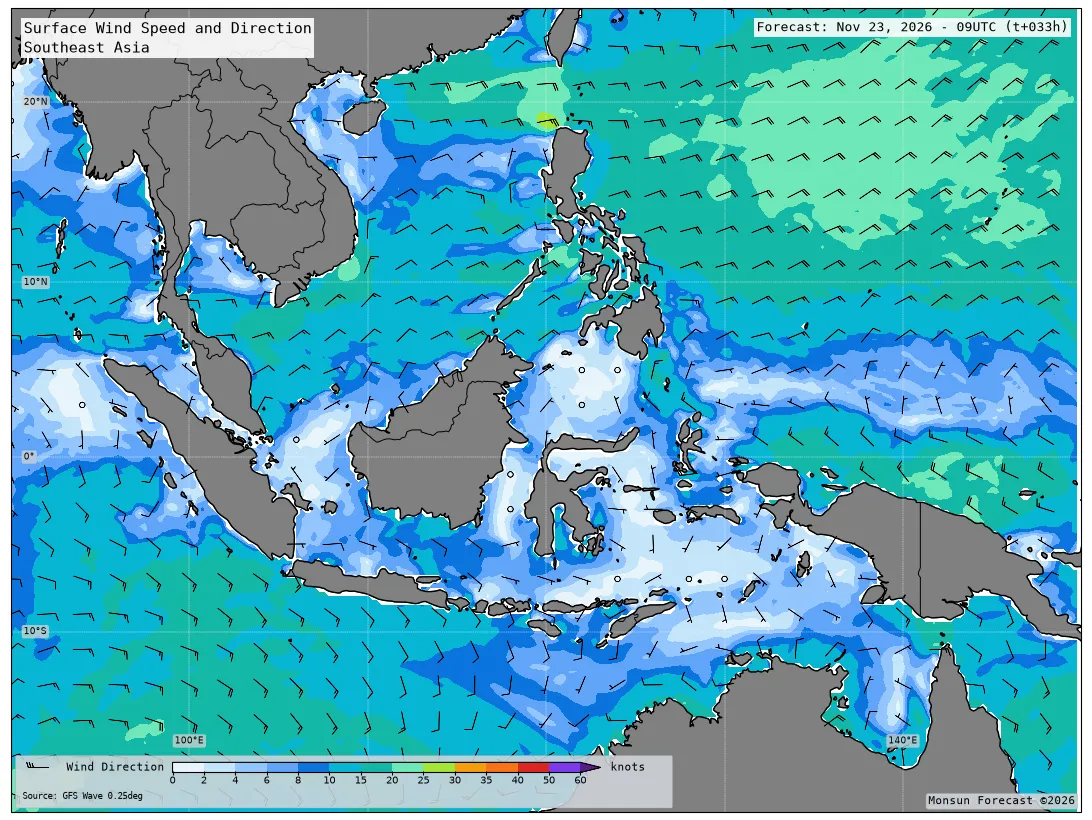 Surface Wind Speed and Direction
Southeast Asia
Forecast: Nov 23, 2026 - 09UTC (t+033h)
20°N
10°N
0°
10°S
100°E
140°E
Wind Direction
0 2 4 6 8 10 15 20 25 30 35 40 50 60
knots
Source: GFS Wave 0.25deg
Monsun Forecast ©2026